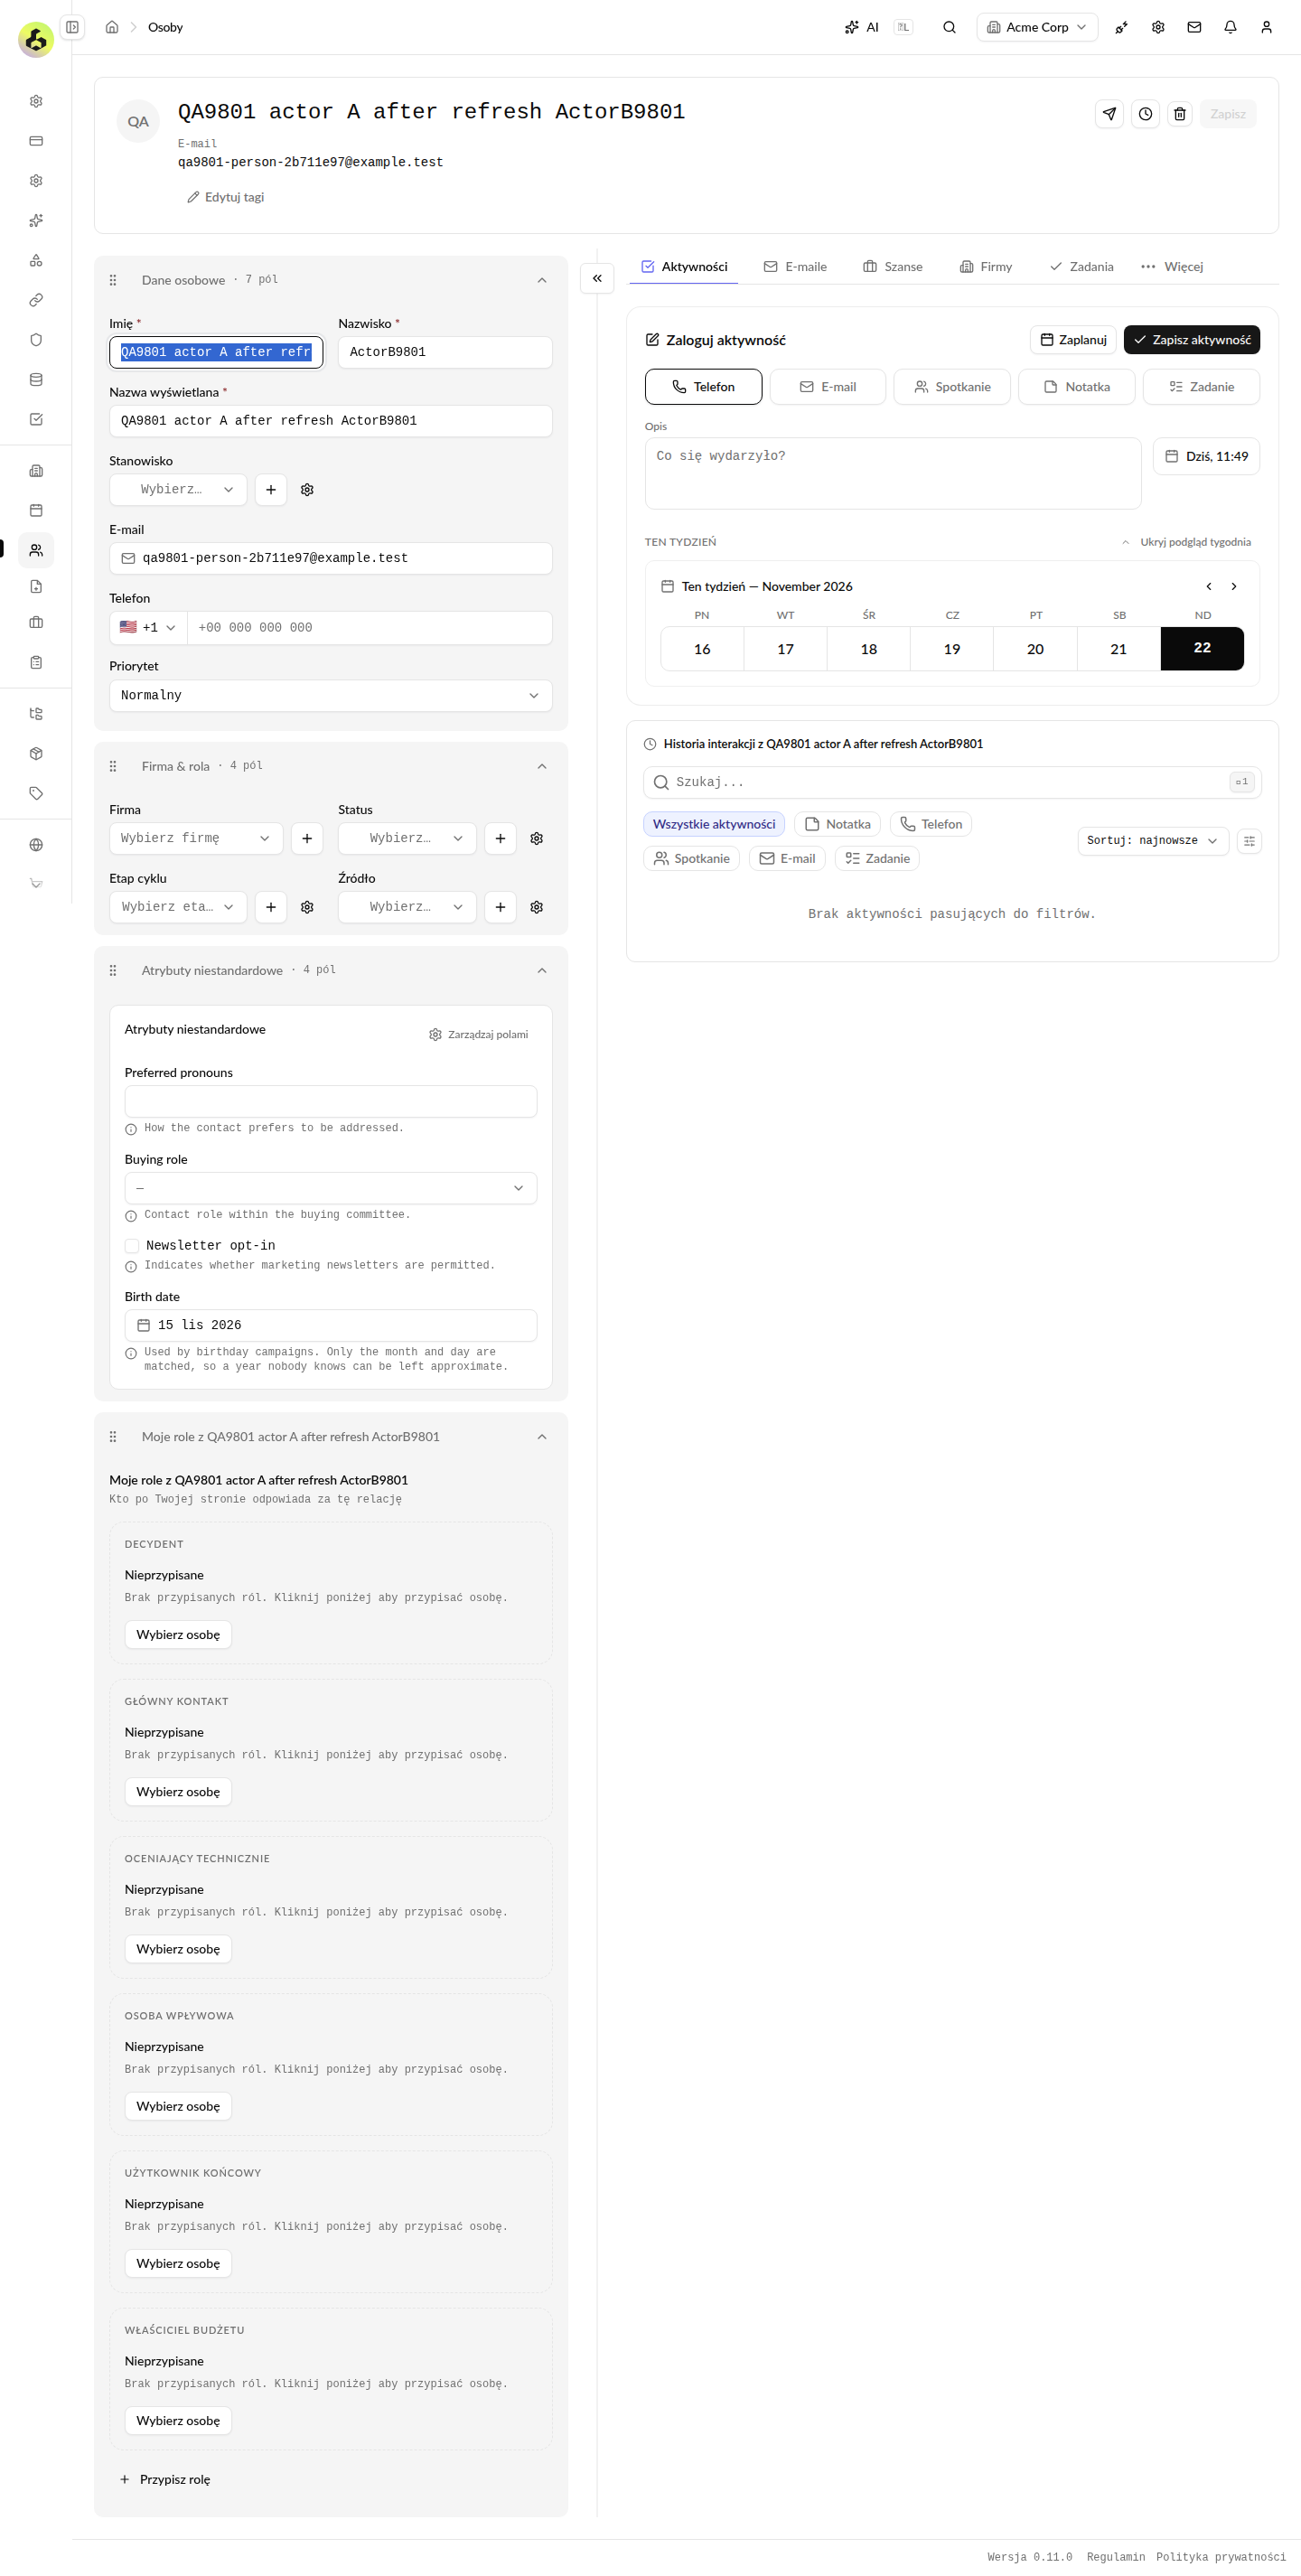 Osoby
AI
Acme Corp
QA
QA9801 actor A after refresh ActorB9801
Zapisz
E-mail
qa9801-person-2b711e97@example.test
Edytuj tagi
Dane osobowe · 7 pól
Imię *
Nazwisko *
QA9801 actor A after refr
ActorB9801
Nazwa wyświetlana *
QA9801 actor A after refresh ActorB9801
Stanowisko
Wybierz…
E-mail
qa9801-person-2b711e97@example.test
Telefon
+1
+00 000 000 000
Priorytet
Normalny
Firma & rola · 4 pól
Firma
Status
Wybierz firmę
Wybierz…
Etap cyklu
Źródło
Wybierz eta…
Wybierz…
Atrybuty niestandardowe · 4 pól
Atrybuty niestandardowe
Zarządzaj polami
Preferred pronouns
How the contact prefers to be addressed.
Buying role
—
Contact role within the buying committee.
Newsletter opt-in
Indicates whether marketing newsletters are permitted.
Birth date
15 lis 2026
Used by birthday campaigns. Only the month and day are
matched, so a year nobody knows can be left approximate.
Moje role z QA9801 actor A after refresh ActorB9801
Moje role z QA9801 actor A after refresh ActorB9801
Kto po Twojej stronie odpowiada za tę relację
DECYDENT
Nieprzypisane
Brak przypisanych ról. Kliknij poniżej aby przypisać osobę.
Wybierz osobę
GŁÓWNY KONTAKT
Nieprzypisane
Brak przypisanych ról. Kliknij poniżej aby przypisać osobę.
Wybierz osobę
OCENIAJĄCY TECHNICZNIE
Nieprzypisane
Brak przypisanych ról. Kliknij poniżej aby przypisać osobę.
Wybierz osobę
OSOBA WPŁYWOWA
Nieprzypisane
Brak przypisanych ról. Kliknij poniżej aby przypisać osobę.
Wybierz osobę
UŻYTKOWNIK KOŃCOWY
Nieprzypisane
Brak przypisanych ról. Kliknij poniżej aby przypisać osobę.
Wybierz osobę
WŁAŚCICIEL BUDŻETU
Nieprzypisane
Brak przypisanych ról. Kliknij poniżej aby przypisać osobę.
Wybierz osobę
Przypisz rolę
Aktywności
E-maile
Szanse
Firmy
Zadania
Więcej
Zaloguj aktywność
Zaplanuj
Zapisz aktywność
Telefon
E-mail
Spotkanie
Notatka
Zadanie
Opis
Co się wydarzyło?
Dziś, 11:49
TEN TYDZIEŃ
Ukryj podgląd tygodnia
Ten tydzień — November 2026
PN WT ŚR CZ PT SB ND
16 17 18 19 20 21 22
Historia interakcji z QA9801 actor A after refresh ActorB9801
Szukaj...
Wszystkie aktywności
Notatka
Telefon
Spotkanie
E-mail
Zadanie
Sortuj: najnowsze
Brak aktywności pasujących do filtrów.
Wersja 0.11.0 Regulamin Polityka prywatności